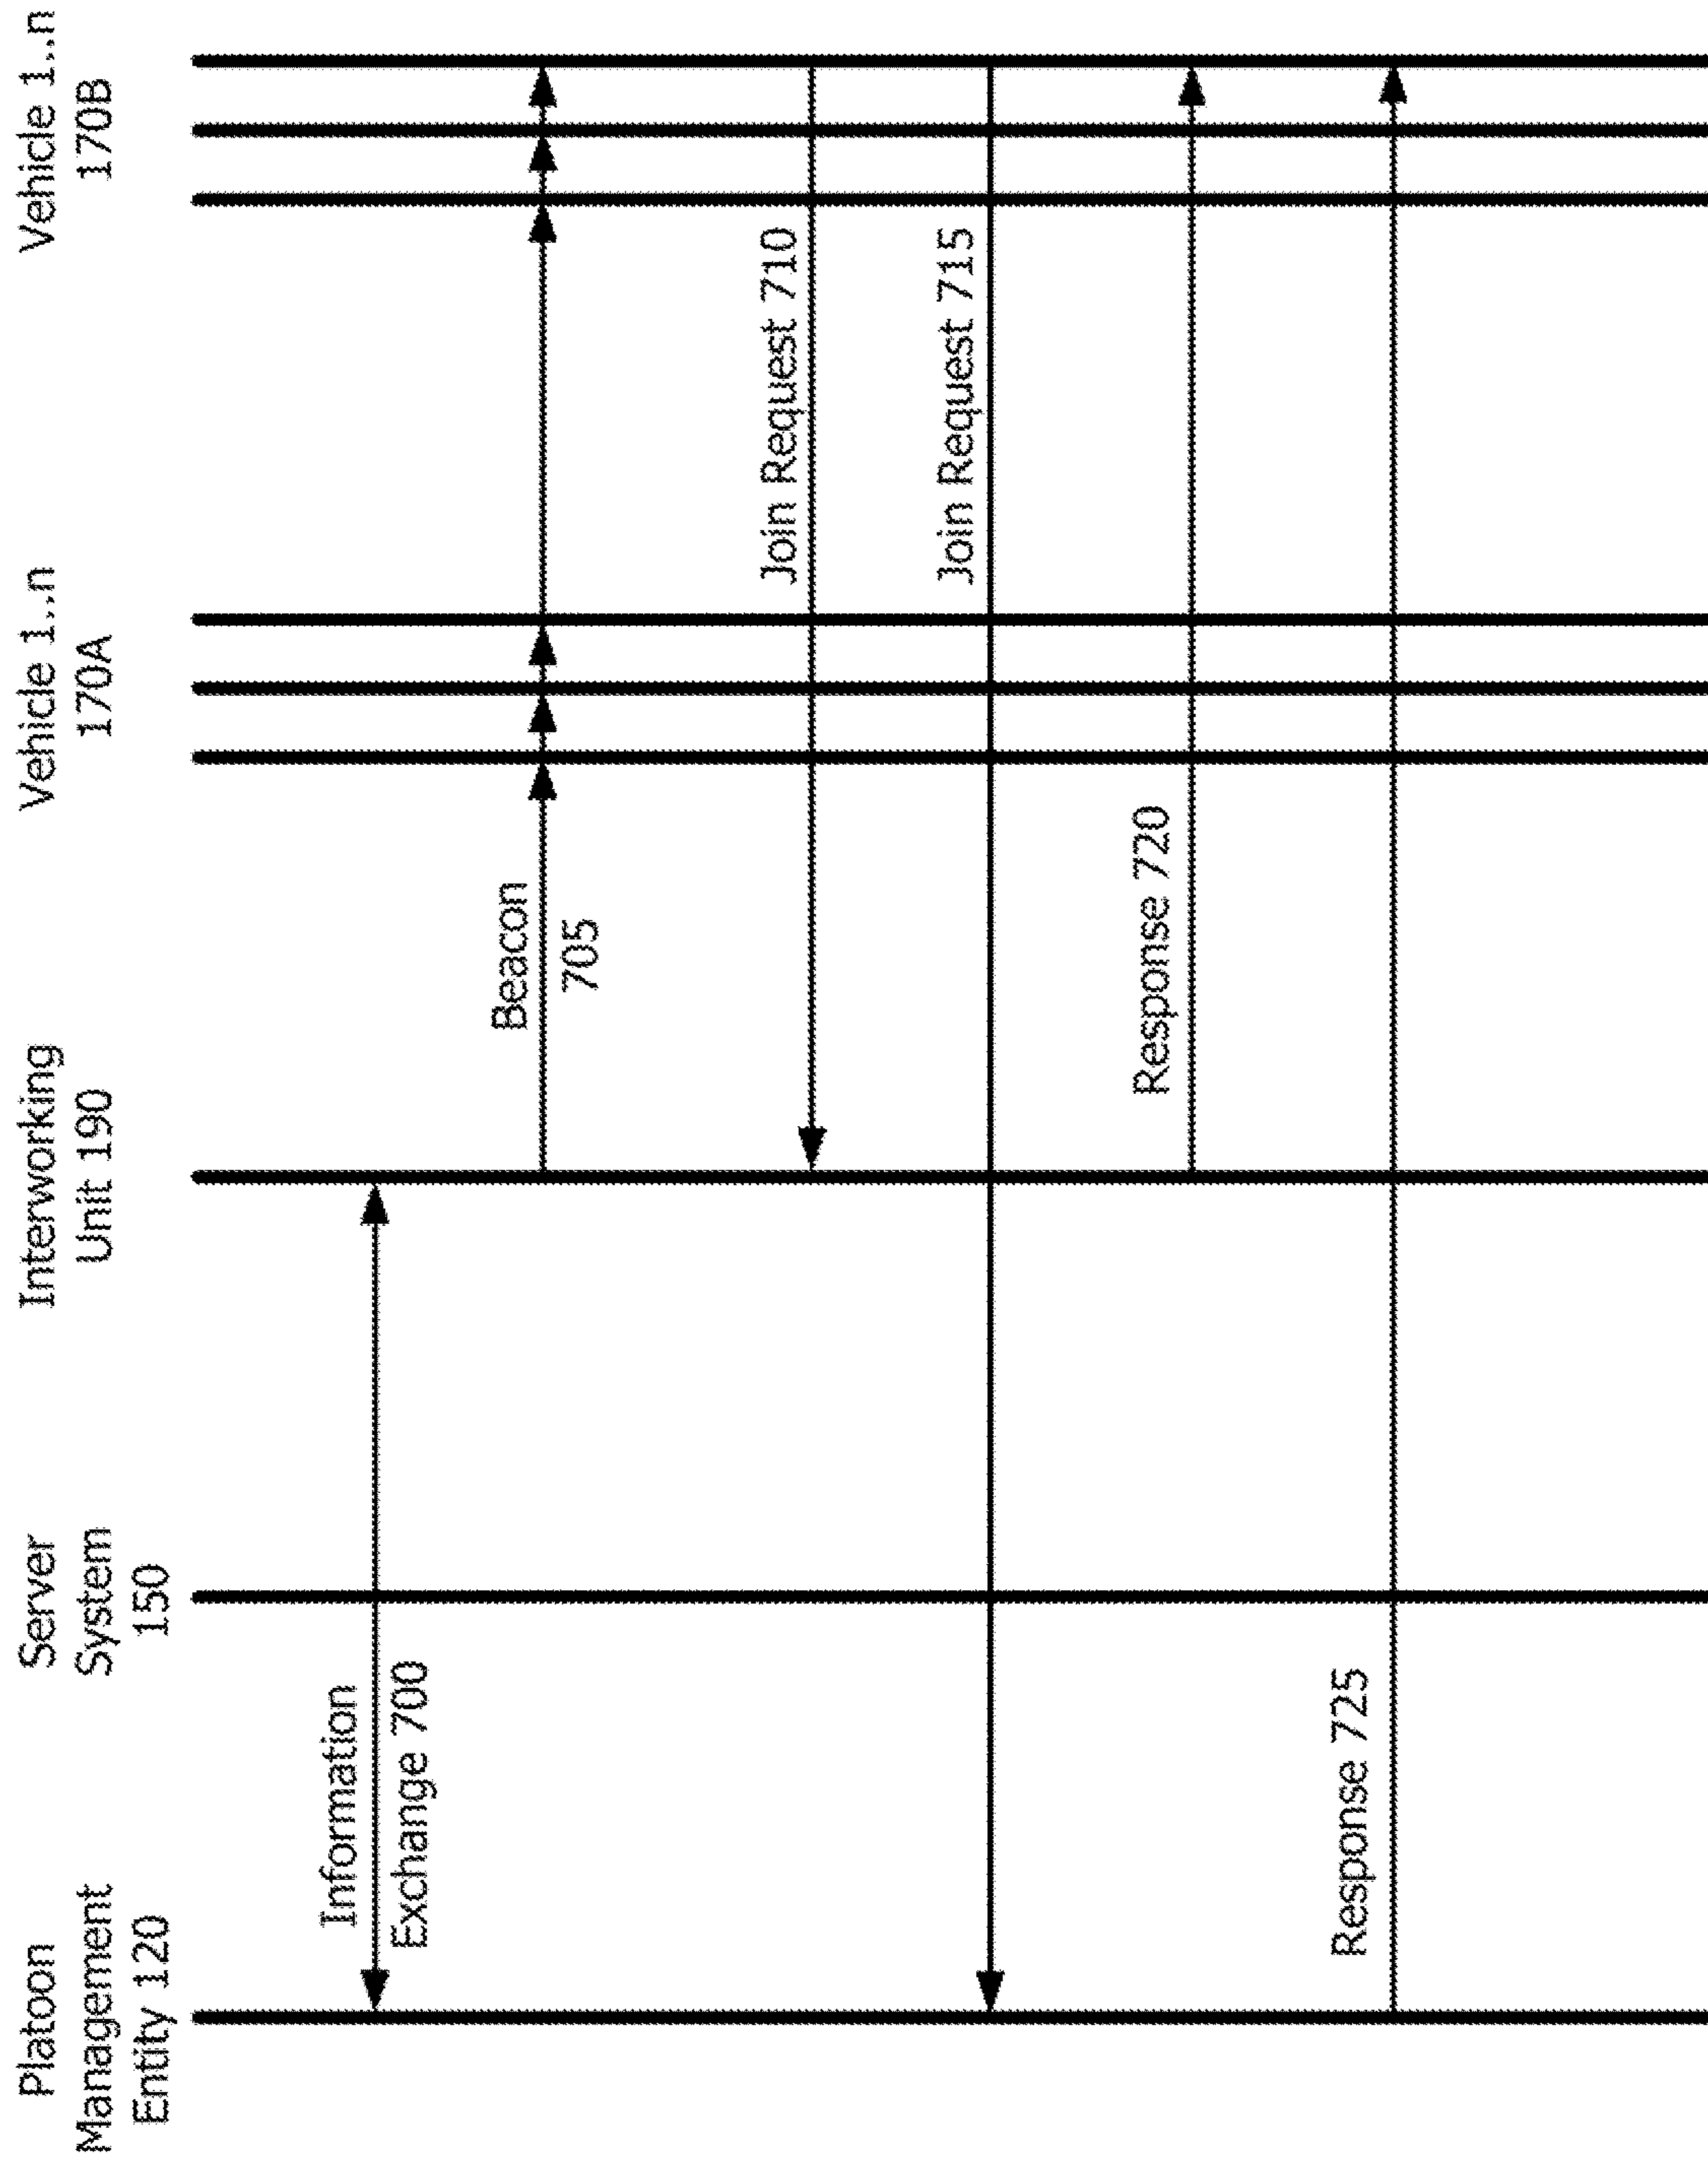 Platoon
Management
Entity 120
Server
System
150
Interworking
Unit 190
Vehicle 1..n
170A
Vehicle 1..n
170B
Information
Exchange 700
Beacon
705
Join Request 710
Join Request 715
Response 720
Response 725